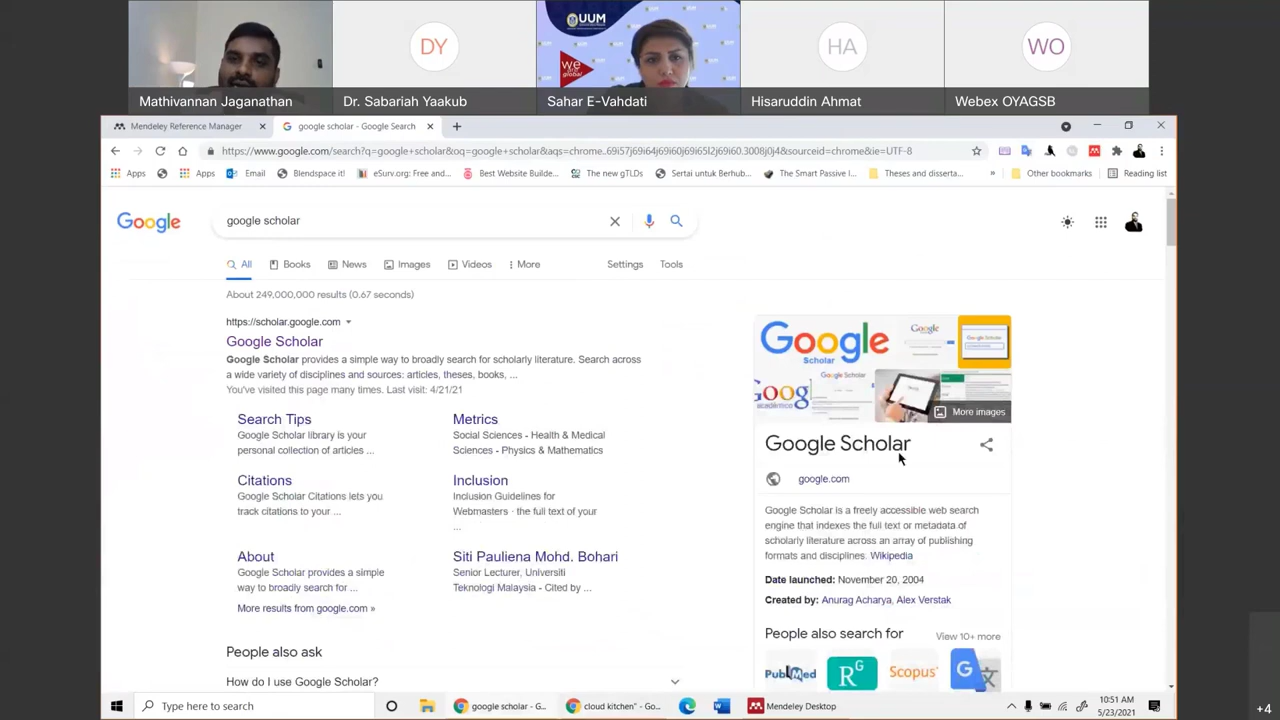 UUM
we are global
DY
HA
WO
Mathivannan Jaganathan
Dr. Sabariah Yaakub
Sahar E-Vahdati
Hisaruddin Ahmat
Webex OYAGSB
Mendeley Reference Manager
google scholar - Google Search
https://www.google.com/search?q=google+scholar&oq=google+scholar&aqs=chrome..69i57j69i64j69i60j69i65l2j69i60.3008j0j4&sourceid=chrome&ie=UTF-8
Apps
Apps
Email
Blendspace it!
eSurv.org: Free and...
Best Website Builde...
The new gTLDs
Sertai untuk Berhub...
The Smart Passive I...
Theses and disserta...
»
Other bookmarks
Reading list
Google
google scholar
All
Books
News
Images
Videos
More
Settings
Tools
About 249,000,000 results (0.67 seconds)
https://scholar.google.com
Google Scholar
Google Scholar provides a simple way to broadly search for scholarly literature. Search across
a wide variety of disciplines and sources: articles, theses, books, ...
You've visited this page many times. Last visit: 4/21/21
Search Tips
Google Scholar library is your
personal collection of articles ...
Metrics
Social Sciences - Health & Medical
Sciences - Physics & Mathematics
Citations
Google Scholar Citations lets you
track citations to your ...
Inclusion
Inclusion Guidelines for
Webmasters · the full text of your
...
About
Google Scholar provides a simple
way to broadly search for ...
Siti Pauliena Mohd. Bohari
Senior Lecturer, Universiti
Teknologi Malaysia - Cited by ...
More results from google.com »
People also ask
How do I use Google Scholar?
Google
Scholar
Google
Google Scholar
More images
Google Scholar
google.com
Google Scholar is a freely accessible web search
engine that indexes the full text or metadata of
scholarly literature across an array of publishing
formats and disciplines. Wikipedia
Date launched: November 20, 2004
Created by: Anurag Acharya, Alex Verstak
People also search for
View 10+ more
PubMed
RG
Scopus
G
文
Type here to search
google scholar - G...
cloud kitchen" - Go...
Mendeley Desktop
10:51 AM
5/23/2021
+4